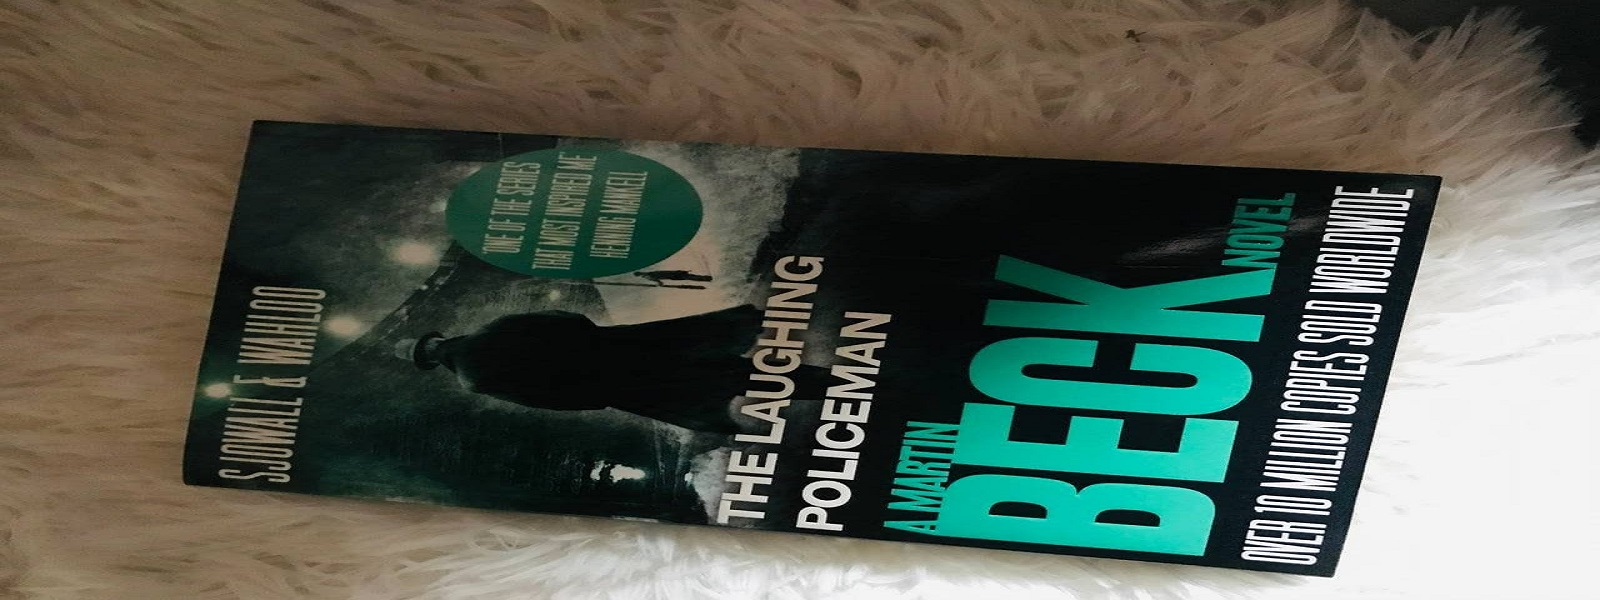 SJOWALL & WAHLOO
'ONE OF THE SERIES
THAT MOST INSPIRED ME'
HENNING MANKELL
THE LAUGHING
POLICEMAN
A MARTIN
BECK
NOVEL
OVER 10 MILLION COPIES SOLD WORLDWIDE